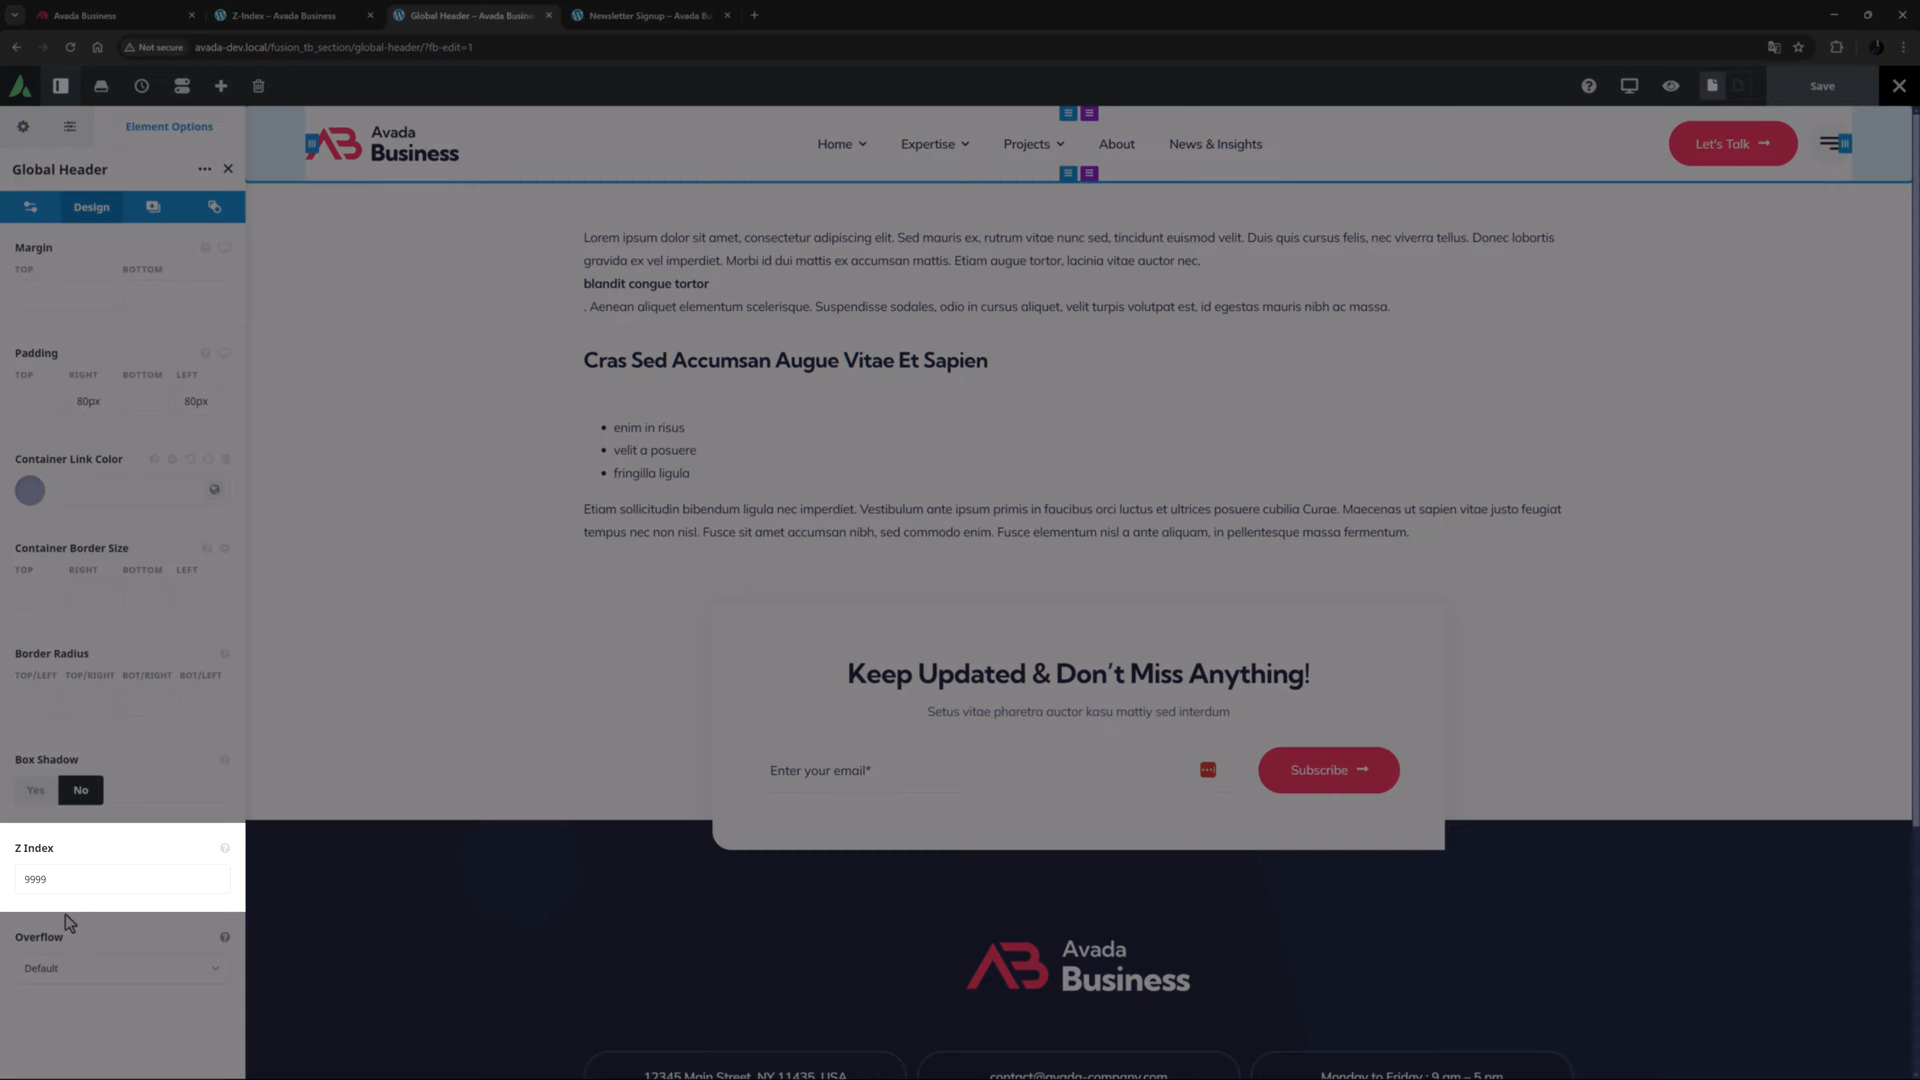 Avada Business
Z-Index – Avada Business
Global Header – Avada Busine
Newsletter Signup – Avada Bu
Not secure
avada-dev.local/fusion_tb_section/global-header/?fb-edit=1
Save
Element Options
Global Header
Design
Margin
TOP BOTTOM
Padding
TOP RIGHT BOTTOM LEFT
80px 80px
Container Link Color
Container Border Size
TOP RIGHT BOTTOM LEFT
Border Radius
TOP/LEFT TOP/RIGHT BOT/RIGHT BOT/LEFT
Box Shadow
Yes No
Z Index
9999
Overflow
Default
Avada
Business
Home Expertise Projects About News & Insights
Let's Talk
Lorem ipsum dolor sit amet, consectetur adipiscing elit. Sed mauris ex, rutrum vitae nunc sed, tincidunt euismod velit. Duis quis cursus felis, nec viverra tellus. Donec lobortis
gravida ex vel imperdiet. Morbi id dui mattis ex accumsan mattis. Etiam augue tortor, lacinia vitae auctor nec,
blandit congue tortor
. Aenean aliquet elementum scelerisque. Suspendisse sodales, odio in cursus aliquet, velit turpis volutpat est, id egestas mauris nibh ac massa.
Cras Sed Accumsan Augue Vitae Et Sapien
• enim in risus
• velit a posuere
• fringilla ligula
Etiam sollicitudin bibendum ligula nec imperdiet. Vestibulum ante ipsum primis in faucibus orci luctus et ultrices posuere cubilia Curae. Maecenas ut sapien vitae justo feugiat
tempus nec non nisl. Fusce sit amet accumsan nibh, sed commodo enim. Fusce elementum nisl a ante aliquam, in pellentesque massa fermentum.
Keep Updated & Don't Miss Anything!
Setus vitae pharetra auctor kasu mattiy sed interdum
Enter your email*
Subscribe
Avada
Business
12345 Main Street, NY 11435, USA
contact@avada-company.com
Monday to Friday : 9 am – 5 pm